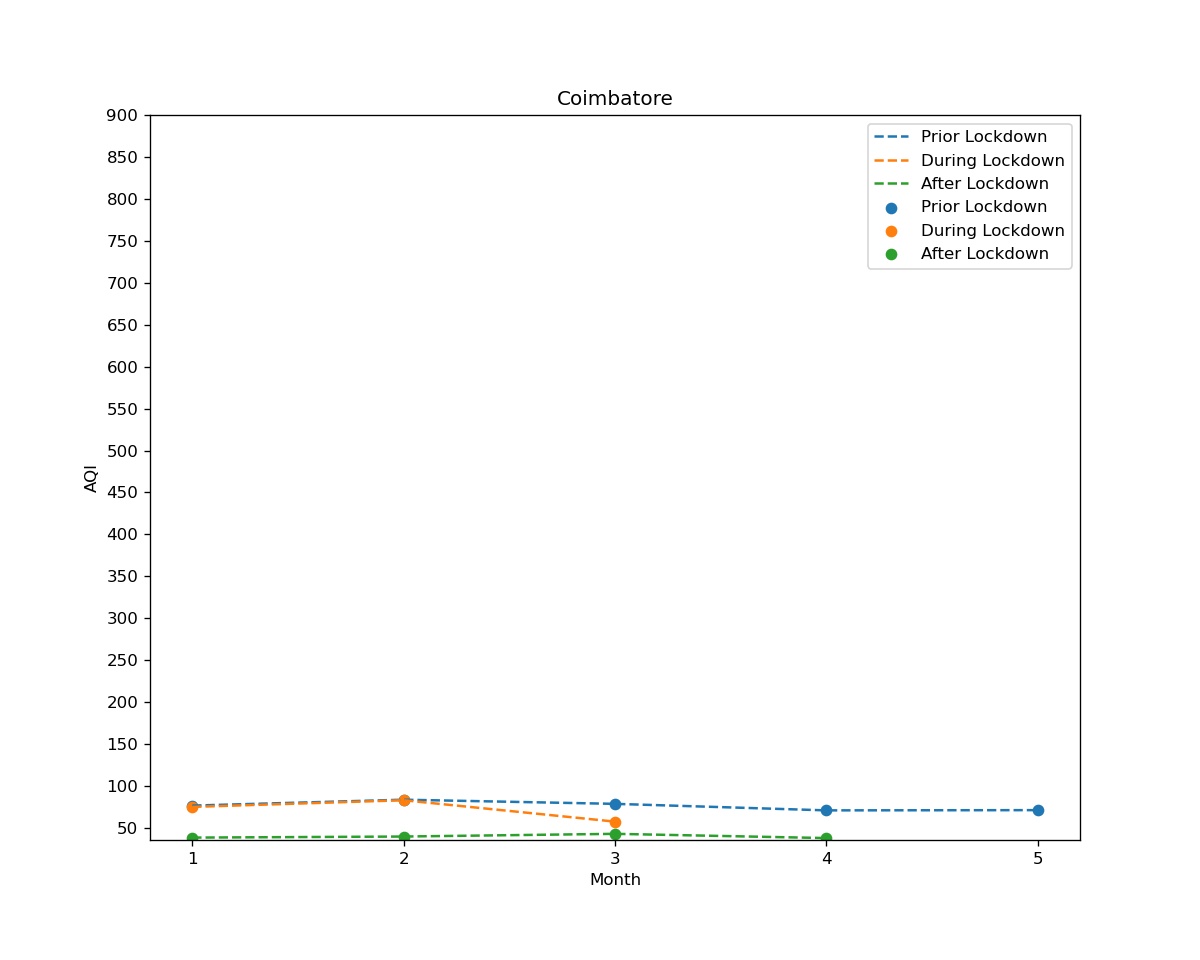 Coimbatore
900
850
800
750
700
650
600
550
500
450
400
350
300
250
200
150
100
50
AQI
Prior Lockdown
During Lockdown
After Lockdown
Prior Lockdown
During Lockdown
After Lockdown
1 2 3 4 5
Month